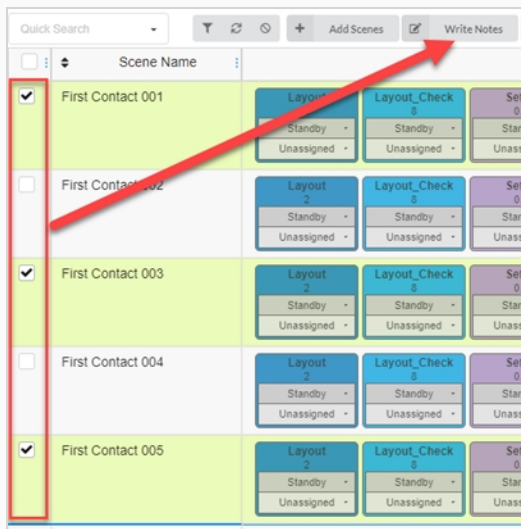 Quick Search Add Scenes Write Notes
Scene Name
First Contact 001 Layout Layout_Check
8
Standby Standby
Unassigned Unassigned
First Contact 002 Layout Layout_Check
2 8
Standby Standby
Unassigned Unassigned
First Contact 003 Layout Layout_Check
2 8
Standby Standby
Unassigned Unassigned
First Contact 004 Layout Layout_Check
2 8
Standby Standby
Unassigned Unassigned
First Contact 005 Layout Layout_Check
2 8
Standby Standby
Unassigned Unassigned